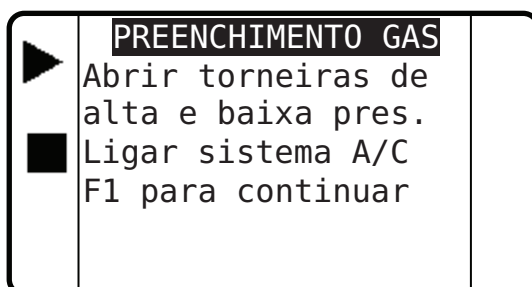 PREENCHIMENTO GAS
Abrir torneiras de
alta e baixa pres.
Ligar sistema A/C
F1 para continuar